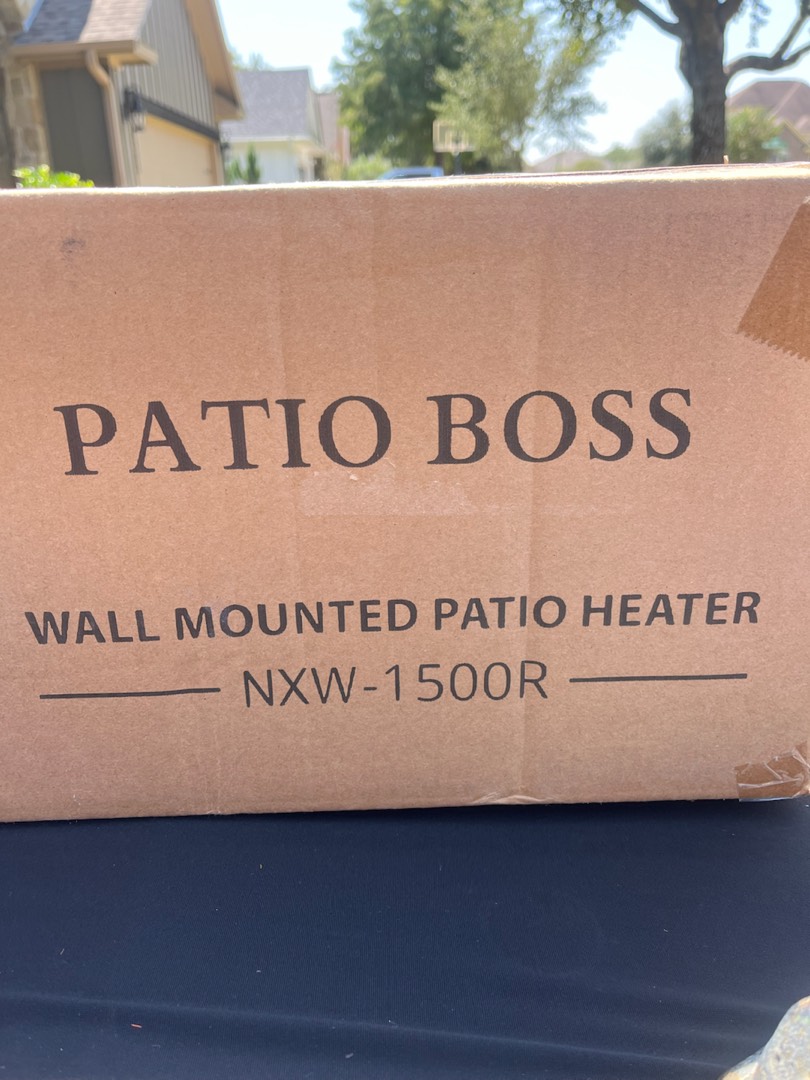 PATIO BOSS
WALL MOUNTED PATIO HEATER
NXW-1500R